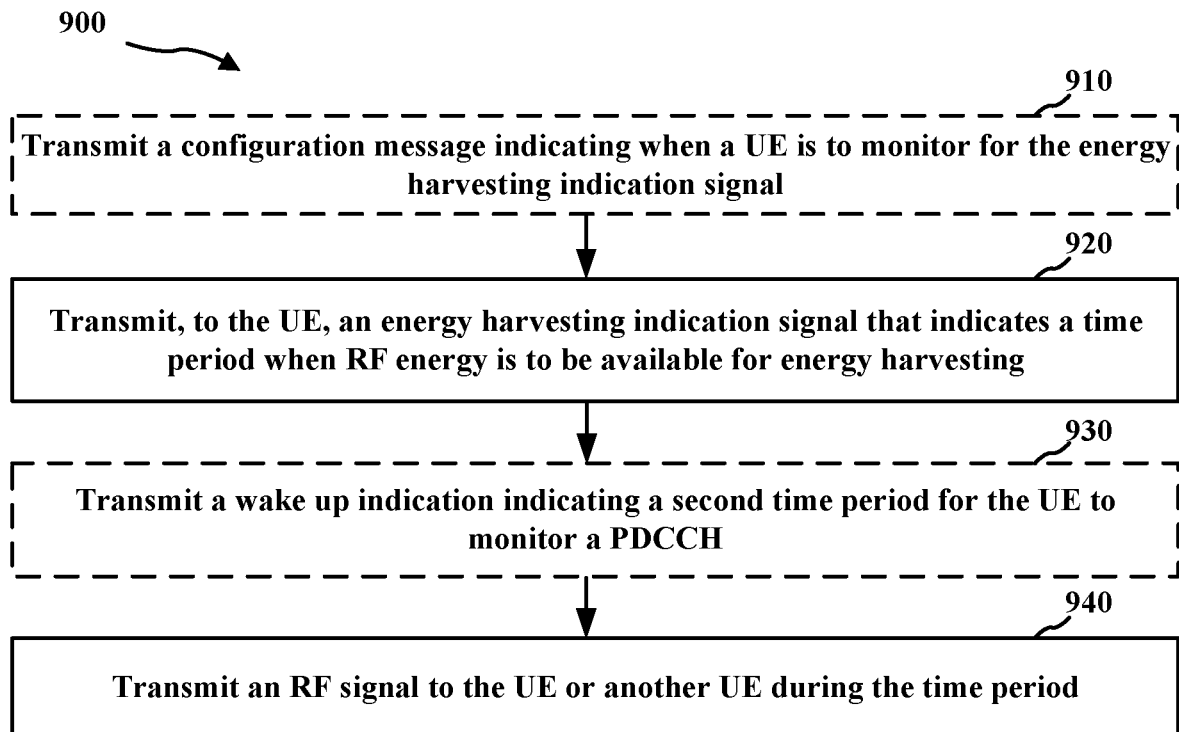 900
910
Transmit a configuration message indicating when a UE is to monitor for the energy
harvesting indication signal
920
Transmit, to the UE, an energy harvesting indication signal that indicates a time
period when RF energy is to be available for energy harvesting
930
Transmit a wake up indication indicating a second time period for the UE to
monitor a PDCCH
940
Transmit an RF signal to the UE or another UE during the time period